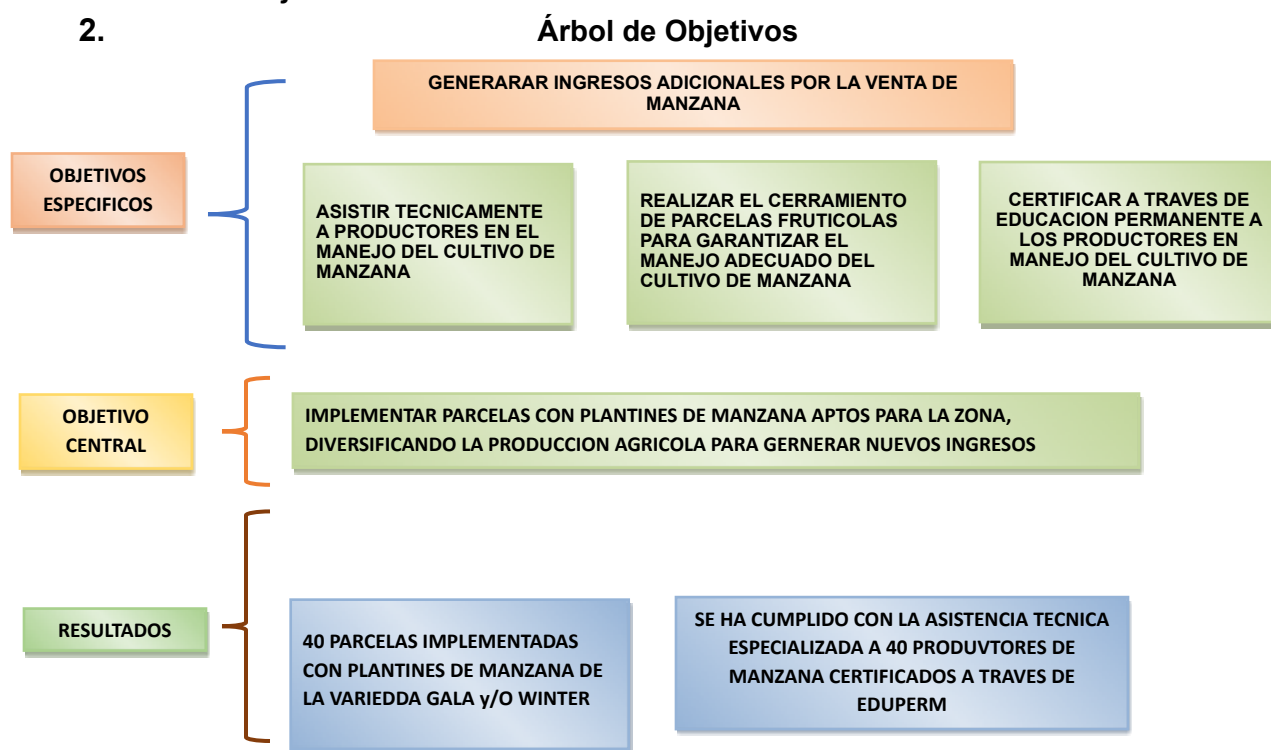 2. Árbol de Objetivos
GENERARAR INGRESOS ADICIONALES POR LA VENTA DE
MANZANA
OBJETIVOS
ESPECIFICOS
ASISTIR TECNICAMENTE
A PRODUCTORES EN EL
MANEJO DEL CULTIVO DE
MANZANA
REALIZAR EL CERRAMIENTO
DE PARCELAS FRUTICOLAS
PARA GARANTIZAR EL
MANEJO ADECUADO DEL
CULTIVO DE MANZANA
CERTIFICAR A TRAVES DE
EDUCACION PERMANENTE A
LOS PRODUCTORES EN
MANEJO DEL CULTIVO DE
MANZANA
OBJETIVO
CENTRAL
IMPLEMENTAR PARCELAS CON PLANTINES DE MANZANA APTOS PARA LA ZONA,
DIVERSIFICANDO LA PRODUCCION AGRICOLA PARA GERNERAR NUEVOS INGRESOS
RESULTADOS
40 PARCELAS IMPLEMENTADAS
CON PLANTINES DE MANZANA DE
LA VARIEDDA GALA y/O WINTER
SE HA CUMPLIDO CON LA ASISTENCIA TECNICA
ESPECIALIZADA A 40 PRODUVTORES DE
MANZANA CERTIFICADOS A TRAVES DE
EDUPERM